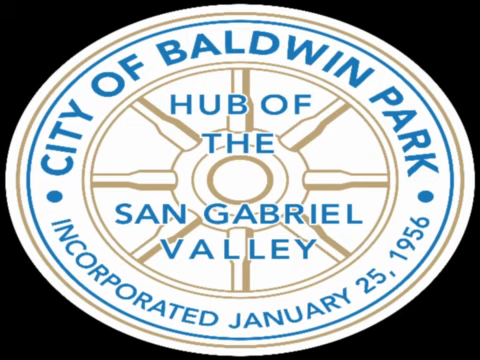 CITY OF BALDWIN PARK
HUB OF
THE
SAN GABRIEL
VALLEY
INCORPORATED JANUARY 25, 1956